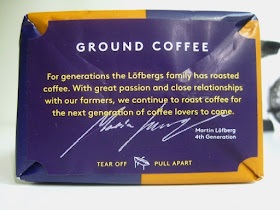 GROUND COFFEE
For generations the Löfbergs family has roasted
coffee. With great passion and close relationships
with our farmers, we continue to roast coffee for
the next generation of coffee lovers to come.
Martin Löfberg
4th Generation
TEAR OFF PULL APART